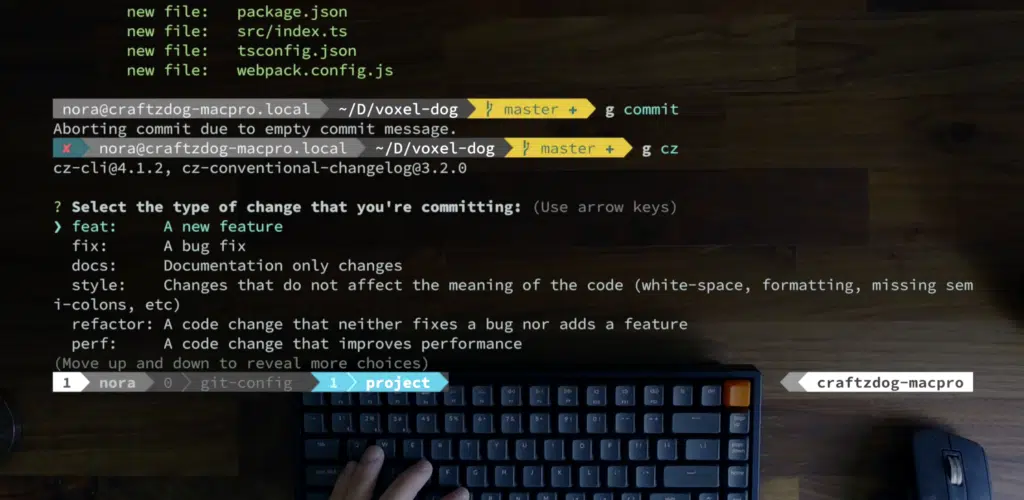 new file: package.json
new file: src/index.ts
new file: tsconfig.json
new file: webpack.config.js
nora@craftzdog-macpro.local ~/D/voxel-dog master + g commit
Aborting commit due to empty commit message.
✘ nora@craftzdog-macpro.local ~/D/voxel-dog master + g cz
cz-cli@4.1.2, cz-conventional-changelog@3.2.0
? Select the type of change that you're committing: (Use arrow keys)
❯ feat: A new feature
fix: A bug fix
docs: Documentation only changes
style: Changes that do not affect the meaning of the code (white-space, formatting, missing sem
i-colons, etc)
refactor: A code change that neither fixes a bug nor adds a feature
perf: A code change that improves performance
(Move up and down to reveal more choices)
1 nora 0 git-config 1 project craftzdog-macpro